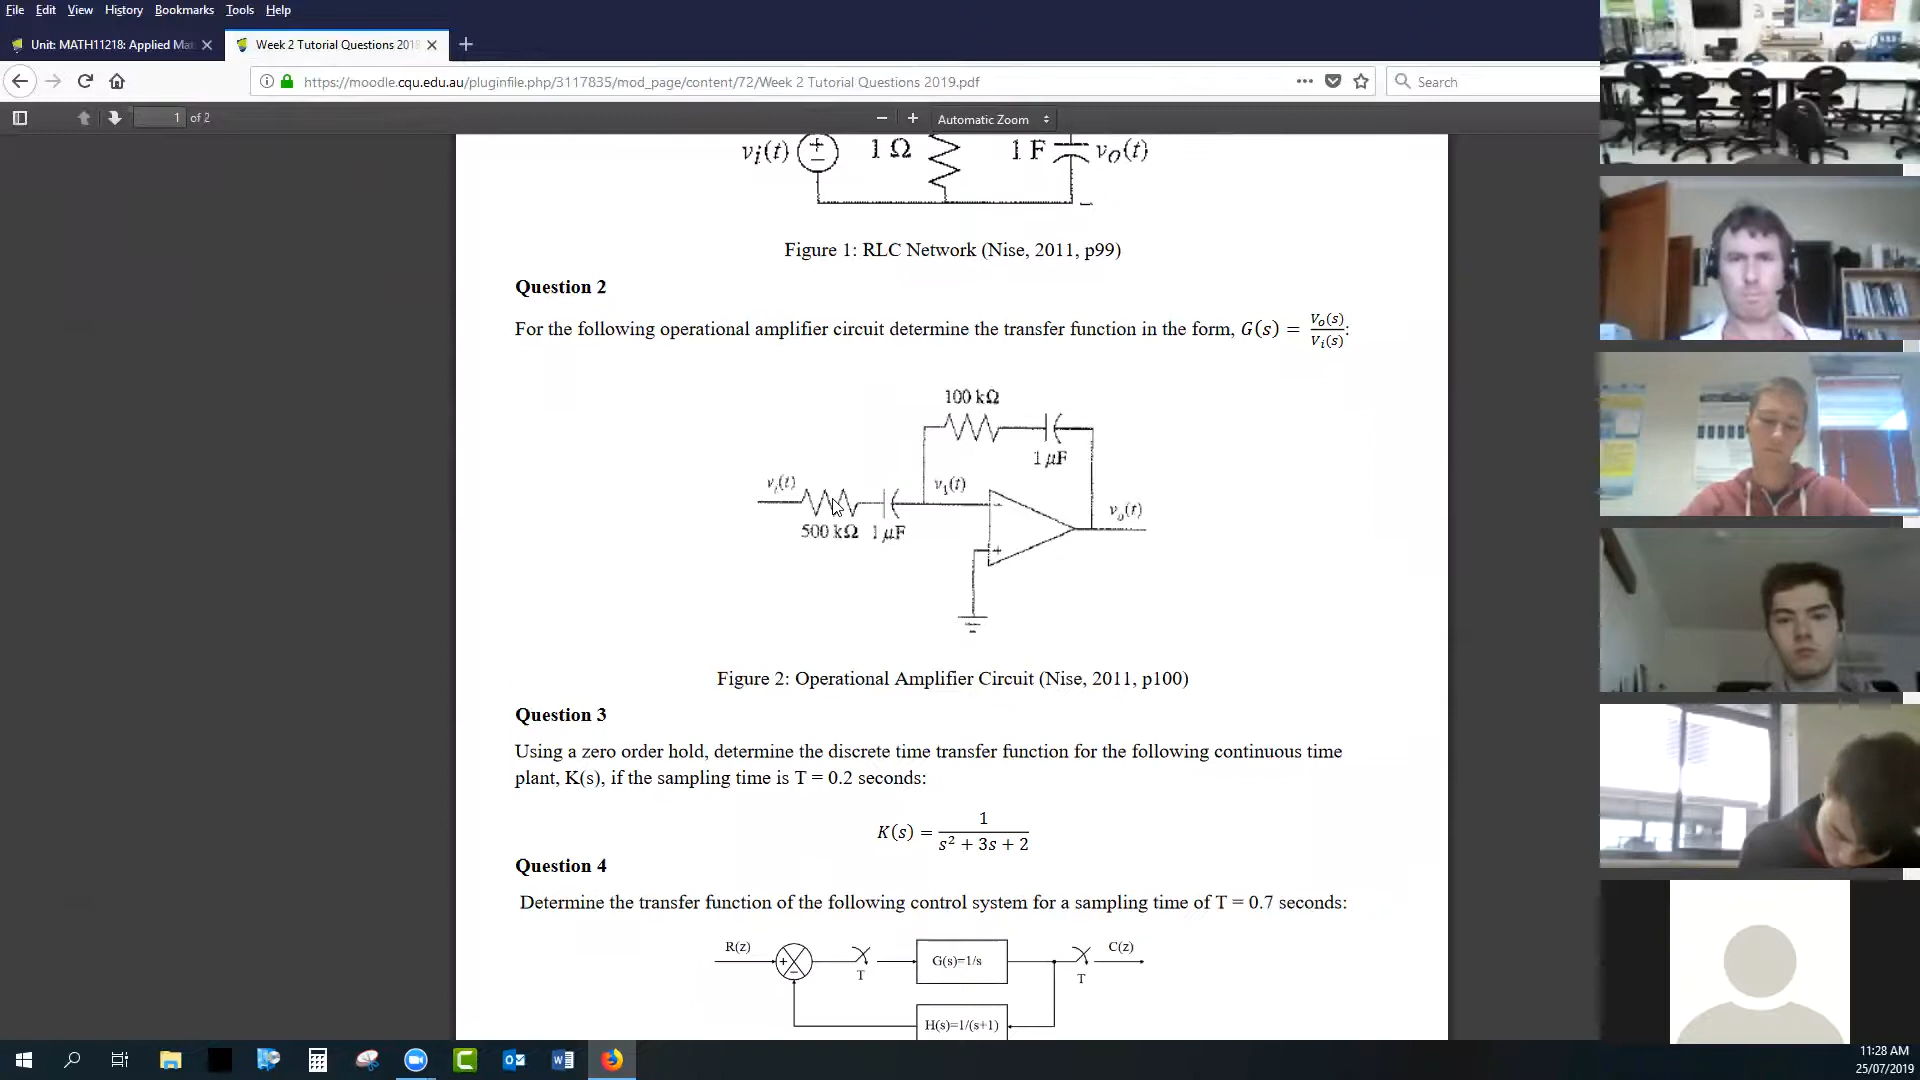 File Edit View History Bookmarks Tools Help
Unit: MATH11218: Applied Ma
Week 2 Tutorial Questions 2019
https://moodle.cqu.edu.au/pluginfile.php/3117835/mod_page/content/72/Week 2 Tutorial Questions 2019.pdf
Search
1 of 2
Automatic Zoom
vi(t) + − 1 Ω 1 F vO(t)
−
Figure 1: RLC Network (Nise, 2011, p99)
Question 2
For the following operational amplifier circuit determine the transfer function in the form, G(s) = Vo(s)/Vi(s):
100 kΩ
1 μF
vi(t)
v1(t)
500 kΩ 1 μF
−
+
vo(t)
Figure 2: Operational Amplifier Circuit (Nise, 2011, p100)
Question 3
Using a zero order hold, determine the discrete time transfer function for the following continuous time
plant, K(s), if the sampling time is T = 0.2 seconds:
K(s) = 1/(s² + 3s + 2)
Question 4
Determine the transfer function of the following control system for a sampling time of T = 0.7 seconds:
R(z)
+
−
T
G(s)=1/s
T
C(z)
H(s)=1/(s+1)
11:28 AM
25/07/2019